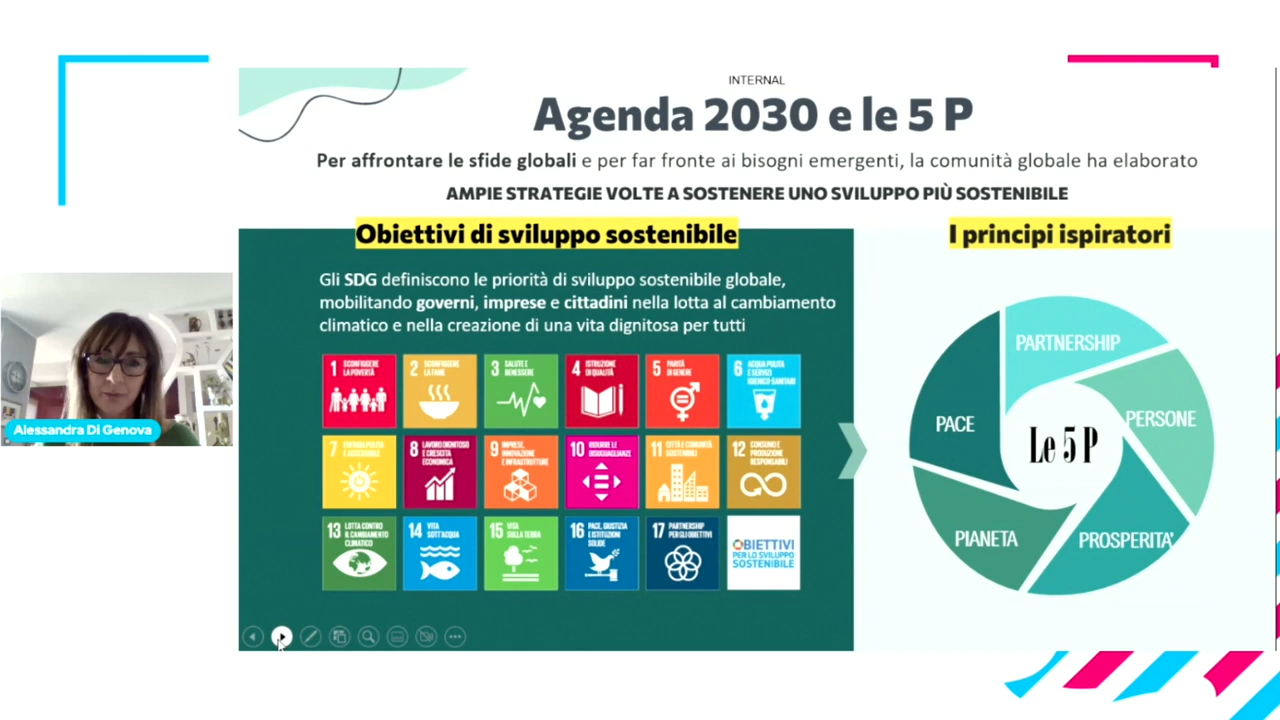 INTERNAL
Agenda 2030 e le 5 P
Per affrontare le sfide globali e per far fronte ai bisogni emergenti, la comunità globale ha elaborato
AMPIE STRATEGIE VOLTE A SOSTENERE UNO SVILUPPO PIÙ SOSTENIBILE
Obiettivi di sviluppo sostenibile
Gli SDG definiscono le priorità di sviluppo sostenibile globale,
mobilitando governi, imprese e cittadini nella lotta al cambiamento
climatico e nella creazione di una vita dignitosa per tutti
1 SCONFIGGERE
LA POVERTÀ
2 SCONFIGGERE
LA FAME
3 SALUTE E
BENESSERE
4 ISTRUZIONE
DI QUALITÀ
5 PARITÀ
DI GENERE
6 ACQUA PULITA
E SERVIZI
IGIENICO-SANITARI
7 ENERGIA PULITA
E ACCESSIBILE
8 LAVORO DIGNITOSO
E CRESCITA
ECONOMICA
9 IMPRESE,
INNOVAZIONE
E INFRASTRUTTURE
10 RIDURRE LE
DISUGUAGLIANZE
11 CITTÀ E COMUNITÀ
SOSTENIBILI
12 CONSUMO E
PRODUZIONE
RESPONSABILI
13 LOTTA CONTRO
IL CAMBIAMENTO
CLIMATICO
14 VITA
SOTT'ACQUA
15 VITA
SULLA TERRA
16 PACE, GIUSTIZIA
E ISTITUZIONI
SOLIDE
17 PARTNERSHIP
PER GLI OBIETTIVI
OBIETTIVI
PER LO SVILUPPO
SOSTENIBILE
I principi ispiratori
PARTNERSHIP
PERSONE
PROSPERITA'
PIANETA
PACE
Le 5 P
Alessandra Di Genova